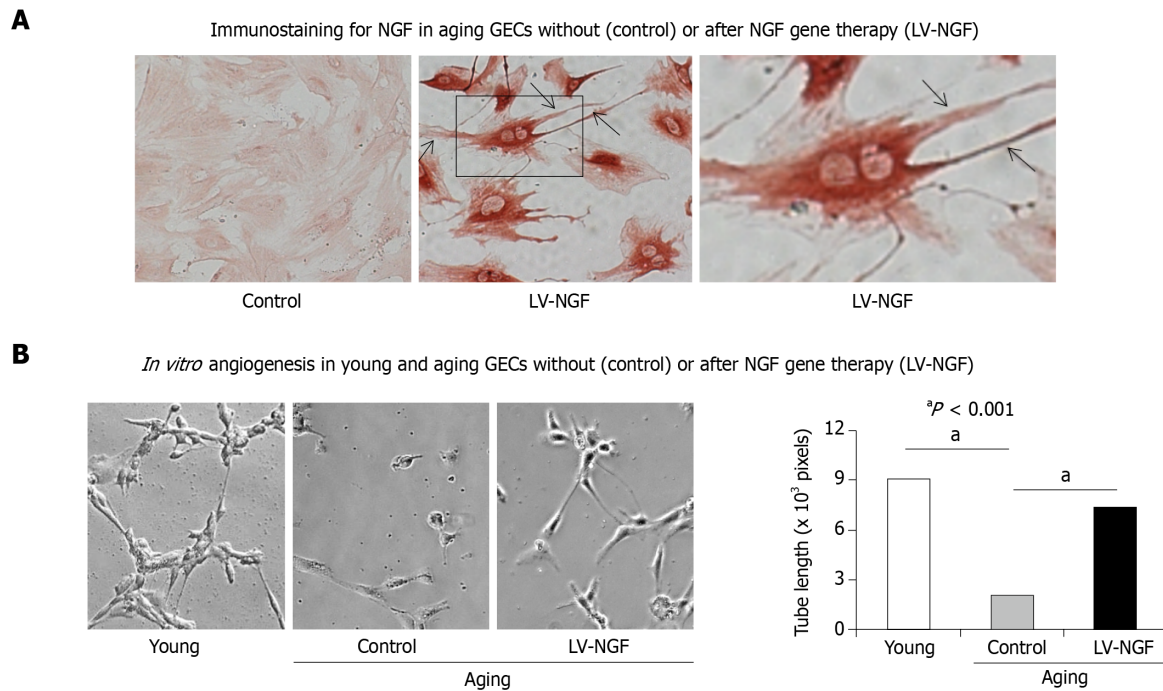 A
Immunostaining for NGF in aging GECs without (control) or after NGF gene therapy (LV-NGF)
Control
LV-NGF
LV-NGF
B
In vitro angiogenesis in young and aging GECs without (control) or after NGF gene therapy (LV-NGF)
Young
Control
LV-NGF
Aging
ᵃP < 0.001
a
a
Tube length (x 10³ pixels)
12
9
6
3
0
Young
Control
LV-NGF
Aging